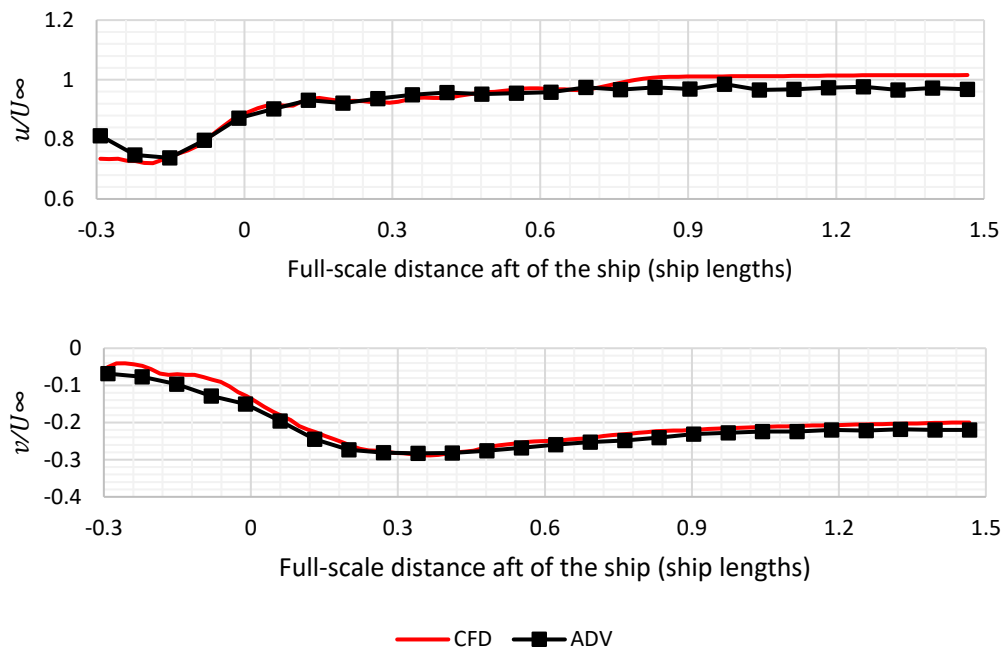 1.2
1
0.8
0.6
u/U∞
-0.3 0 0.3 0.6 0.9 1.2 1.5
Full-scale distance aft of the ship (ship lengths)
0
-0.1
-0.2
-0.3
-0.4
v/U∞
-0.3 0 0.3 0.6 0.9 1.2 1.5
Full-scale distance aft of the ship (ship lengths)
CFD ADV